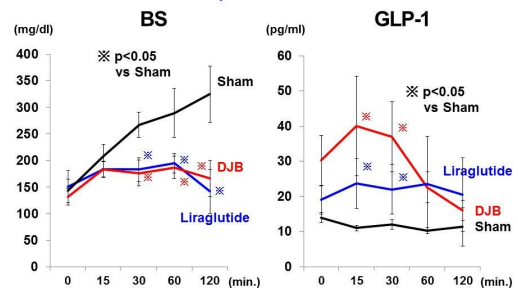 BS
(mg/dl)
400
350
300
250
200
150
100
50
0
※ p<0.05
vs Sham
Sham
※
※
※
※
※
※
DJB
Liraglutide
0 15 30 60 120 (min.)
GLP-1
(pg/ml)
60
50
40
30
20
10
0
※ p<0.05
vs Sham
※
※
※
※
Liraglutide
DJB
Sham
0 15 30 60 120 (min.)